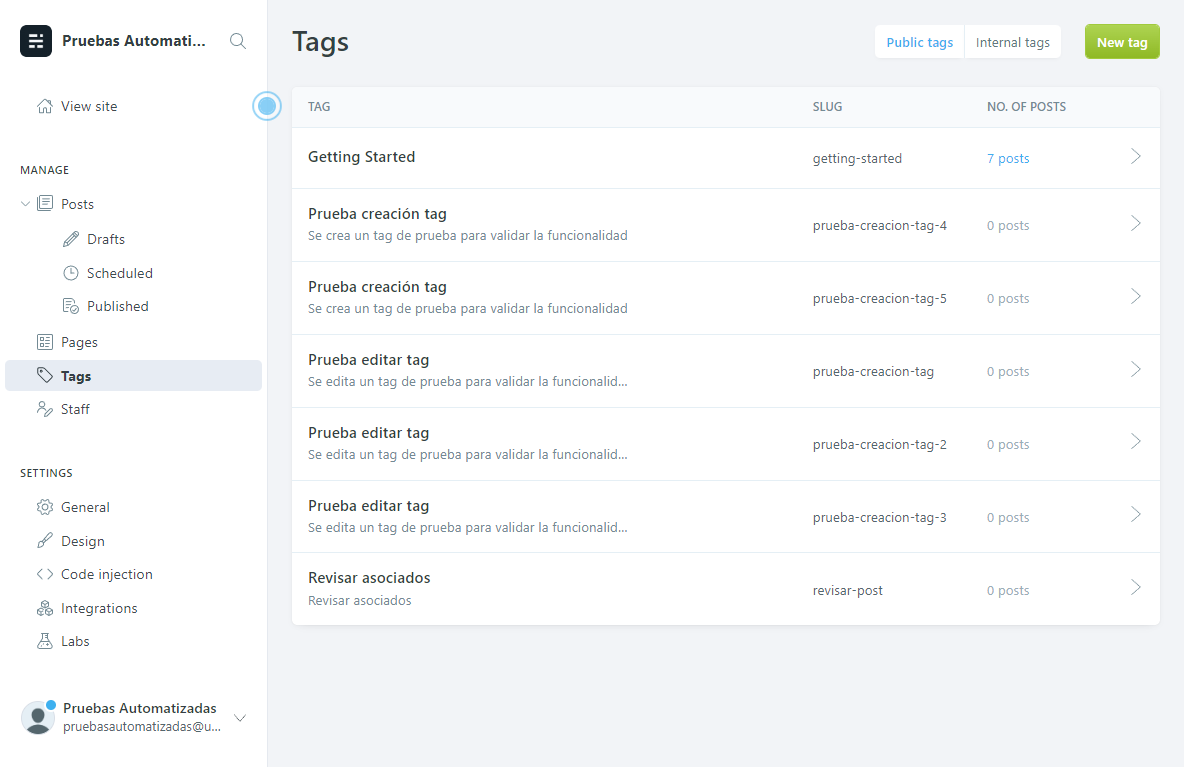 Pruebas Automati...
View site
MANAGE
Posts
Drafts
Scheduled
Published
Pages
Tags
Staff
SETTINGS
General
Design
Code injection
Integrations
Labs
Pruebas Automatizadas
pruebasautomatizadas@u...
Tags
Public tags Internal tags New tag
TAG SLUG NO. OF POSTS
Getting Started getting-started 7 posts
Prueba creación tag
Se crea un tag de prueba para validar la funcionalidad prueba-creacion-tag-4 0 posts
Prueba creación tag
Se crea un tag de prueba para validar la funcionalidad prueba-creacion-tag-5 0 posts
Prueba editar tag
Se edita un tag de prueba para validar la funcionalid... prueba-creacion-tag 0 posts
Prueba editar tag
Se edita un tag de prueba para validar la funcionalid... prueba-creacion-tag-2 0 posts
Prueba editar tag
Se edita un tag de prueba para validar la funcionalid... prueba-creacion-tag-3 0 posts
Revisar asociados
Revisar asociados revisar-post 0 posts